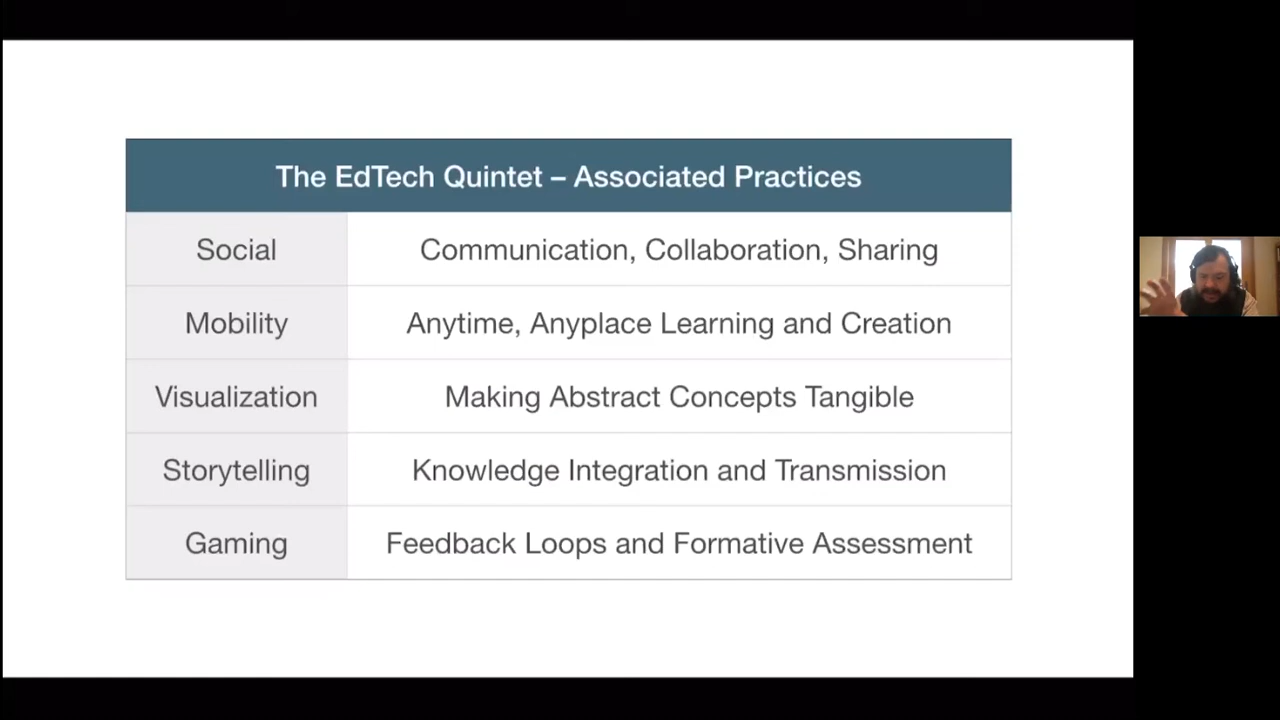 The EdTech Quintet – Associated Practices
Social Communication, Collaboration, Sharing
Mobility Anytime, Anyplace Learning and Creation
Visualization Making Abstract Concepts Tangible
Storytelling Knowledge Integration and Transmission
Gaming Feedback Loops and Formative Assessment